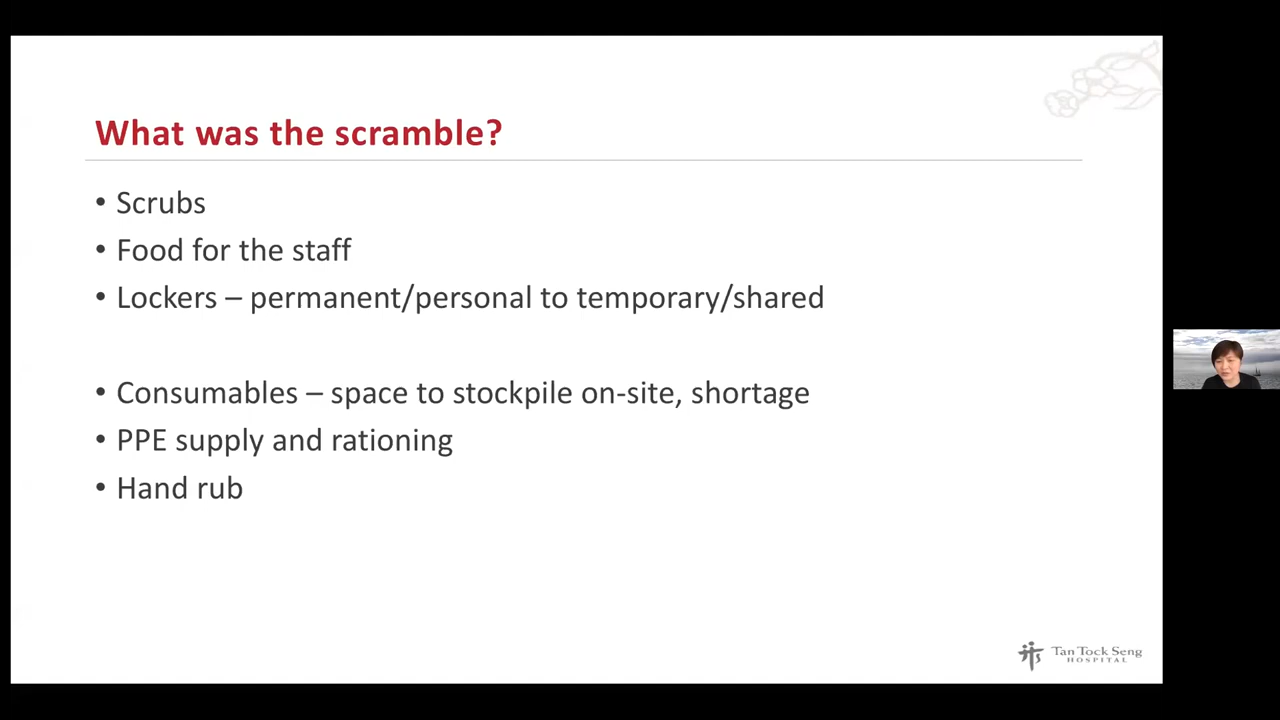 What was the scramble?
• Scrubs
• Food for the staff
• Lockers – permanent/personal to temporary/shared
• Consumables – space to stockpile on-site, shortage
• PPE supply and rationing
• Hand rub
Tan Tock Seng
HOSPITAL